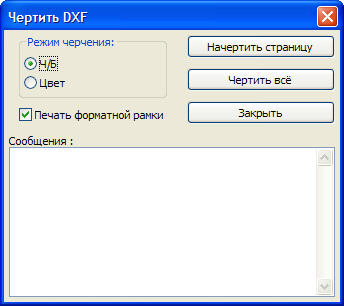 Чертить DXF
Режим черчения:
Ч/Б
Цвет
Печать форматной рамки
Начертить страницу
Чертить всё
Закрыть
Сообщения :